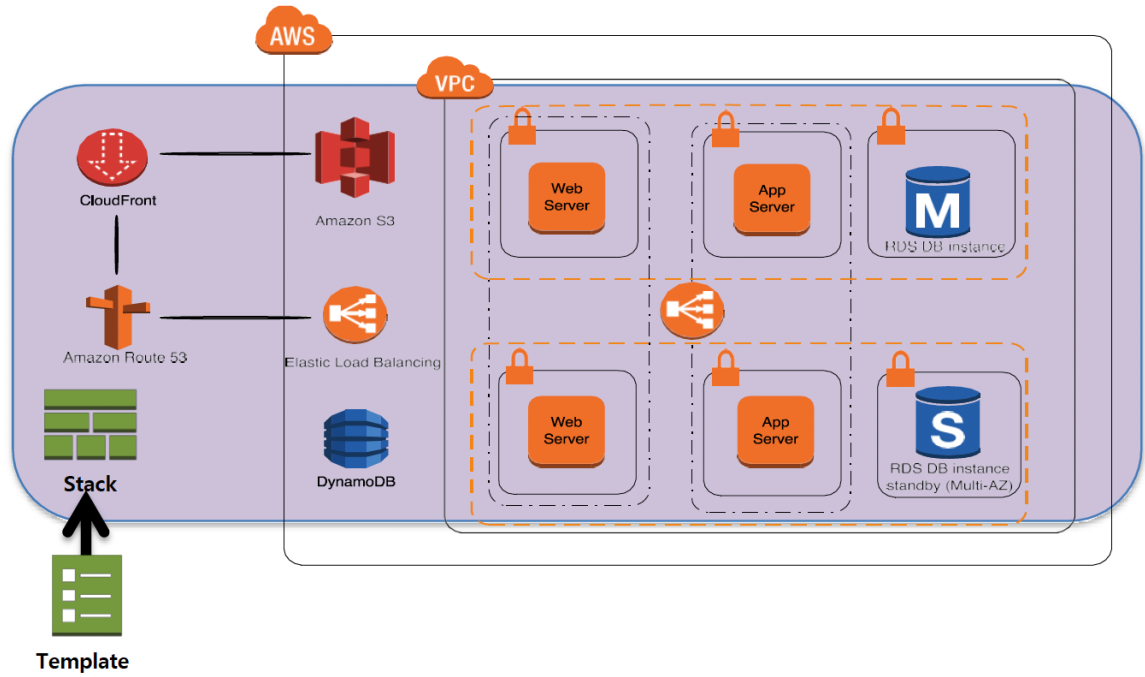 AWS
VPC
CloudFront
Amazon S3
Web
Server
App
Server
M
RDS DB instance
Amazon Route 53
Elastic Load Balancing
Stack
DynamoDB
Web
Server
App
Server
S
RDS DB instance
standby (Multi-AZ)
Template